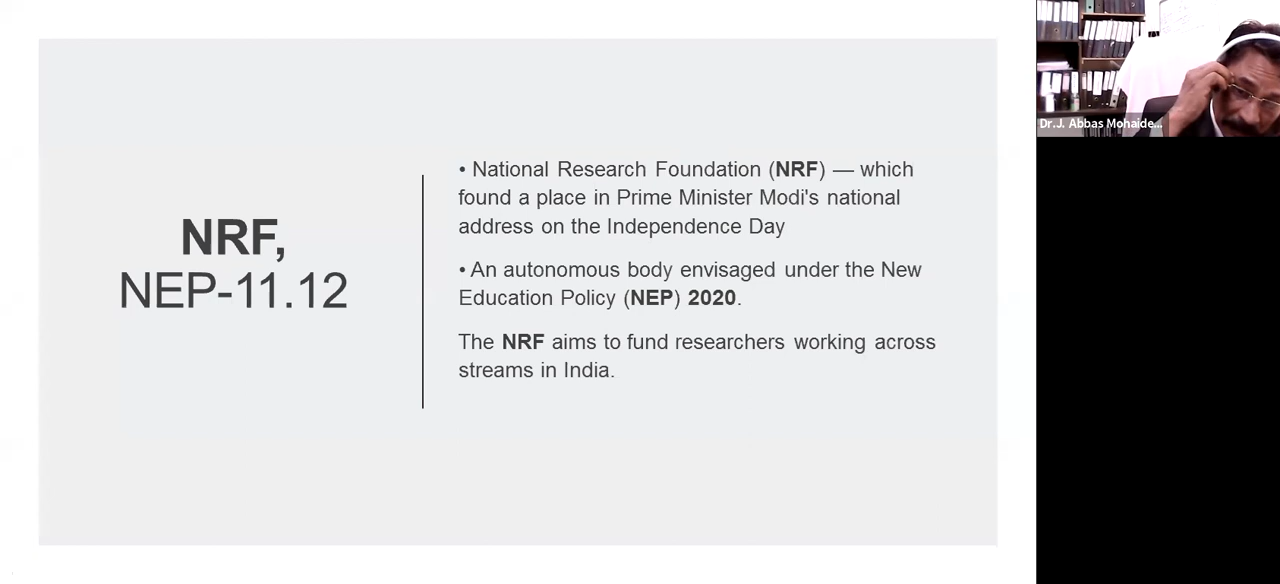 NRF,
NEP-11.12
• National Research Foundation (NRF) — which
found a place in Prime Minister Modi's national
address on the Independence Day
• An autonomous body envisaged under the New
Education Policy (NEP) 2020.
The NRF aims to fund researchers working across
streams in India.
Dr.J. Abbas Mohaide...